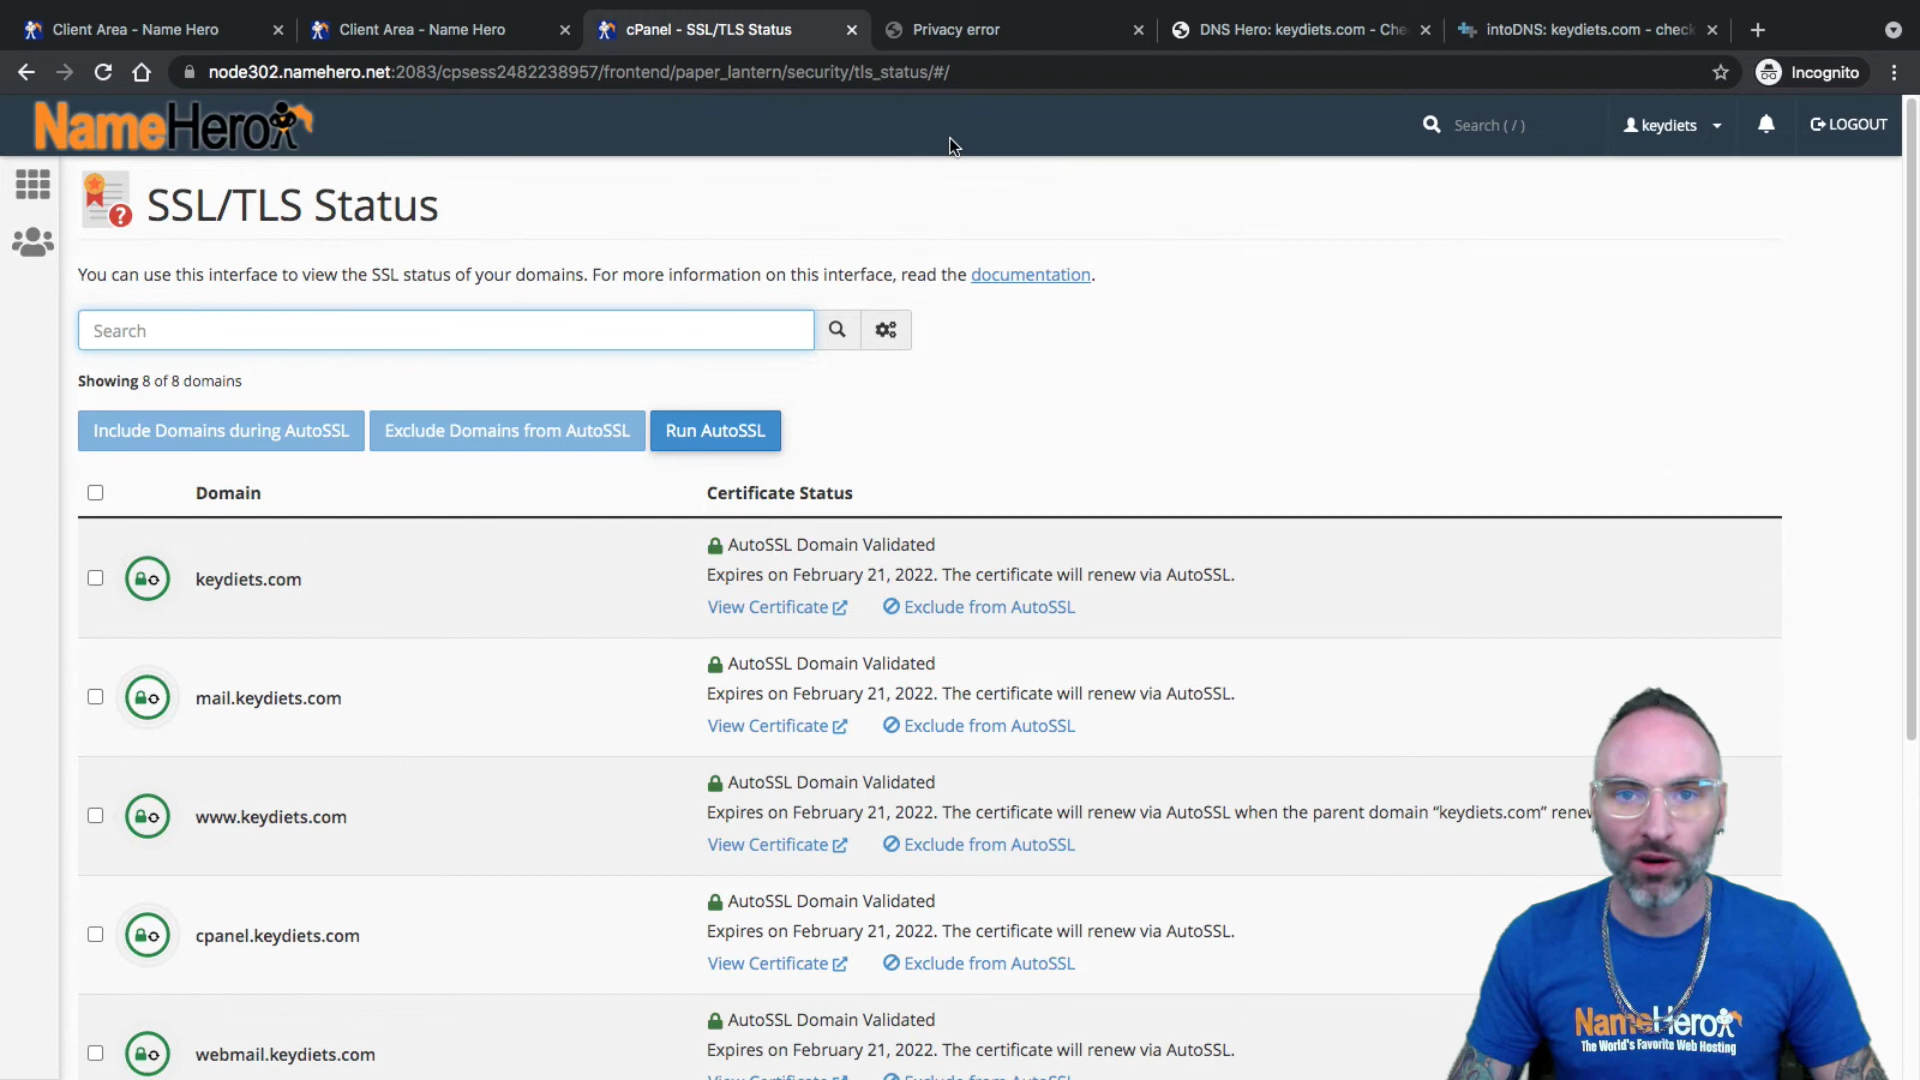 Client Area - Name Hero
Client Area - Name Hero
cPanel - SSL/TLS Status
Privacy error
DNS Hero: keydiets.com - Che
intoDNS: keydiets.com - check
node302.namehero.net:2083/cpsess2482238957/frontend/paper_lantern/security/tls_status/#/
Incognito
NameHero
Search ( / )
keydiets
LOGOUT
SSL/TLS Status
You can use this interface to view the SSL status of your domains. For more information on this interface, read the documentation.
Search
Showing 8 of 8 domains
Include Domains during AutoSSL
Exclude Domains from AutoSSL
Run AutoSSL
Domain
Certificate Status
keydiets.com
AutoSSL Domain Validated
Expires on February 21, 2022. The certificate will renew via AutoSSL.
View Certificate
Exclude from AutoSSL
mail.keydiets.com
AutoSSL Domain Validated
Expires on February 21, 2022. The certificate will renew via AutoSSL.
View Certificate
Exclude from AutoSSL
www.keydiets.com
AutoSSL Domain Validated
Expires on February 21, 2022. The certificate will renew via AutoSSL when the parent domain “keydiets.com” renew
View Certificate
Exclude from AutoSSL
cpanel.keydiets.com
AutoSSL Domain Validated
Expires on February 21, 2022. The certificate will renew via AutoSSL.
View Certificate
Exclude from AutoSSL
webmail.keydiets.com
AutoSSL Domain Validated
Expires on February 21, 2022. The certificate will renew via AutoSSL.
View Certificate
Exclude from AutoSSL
NameHero
The World's Favorite Web Hosting